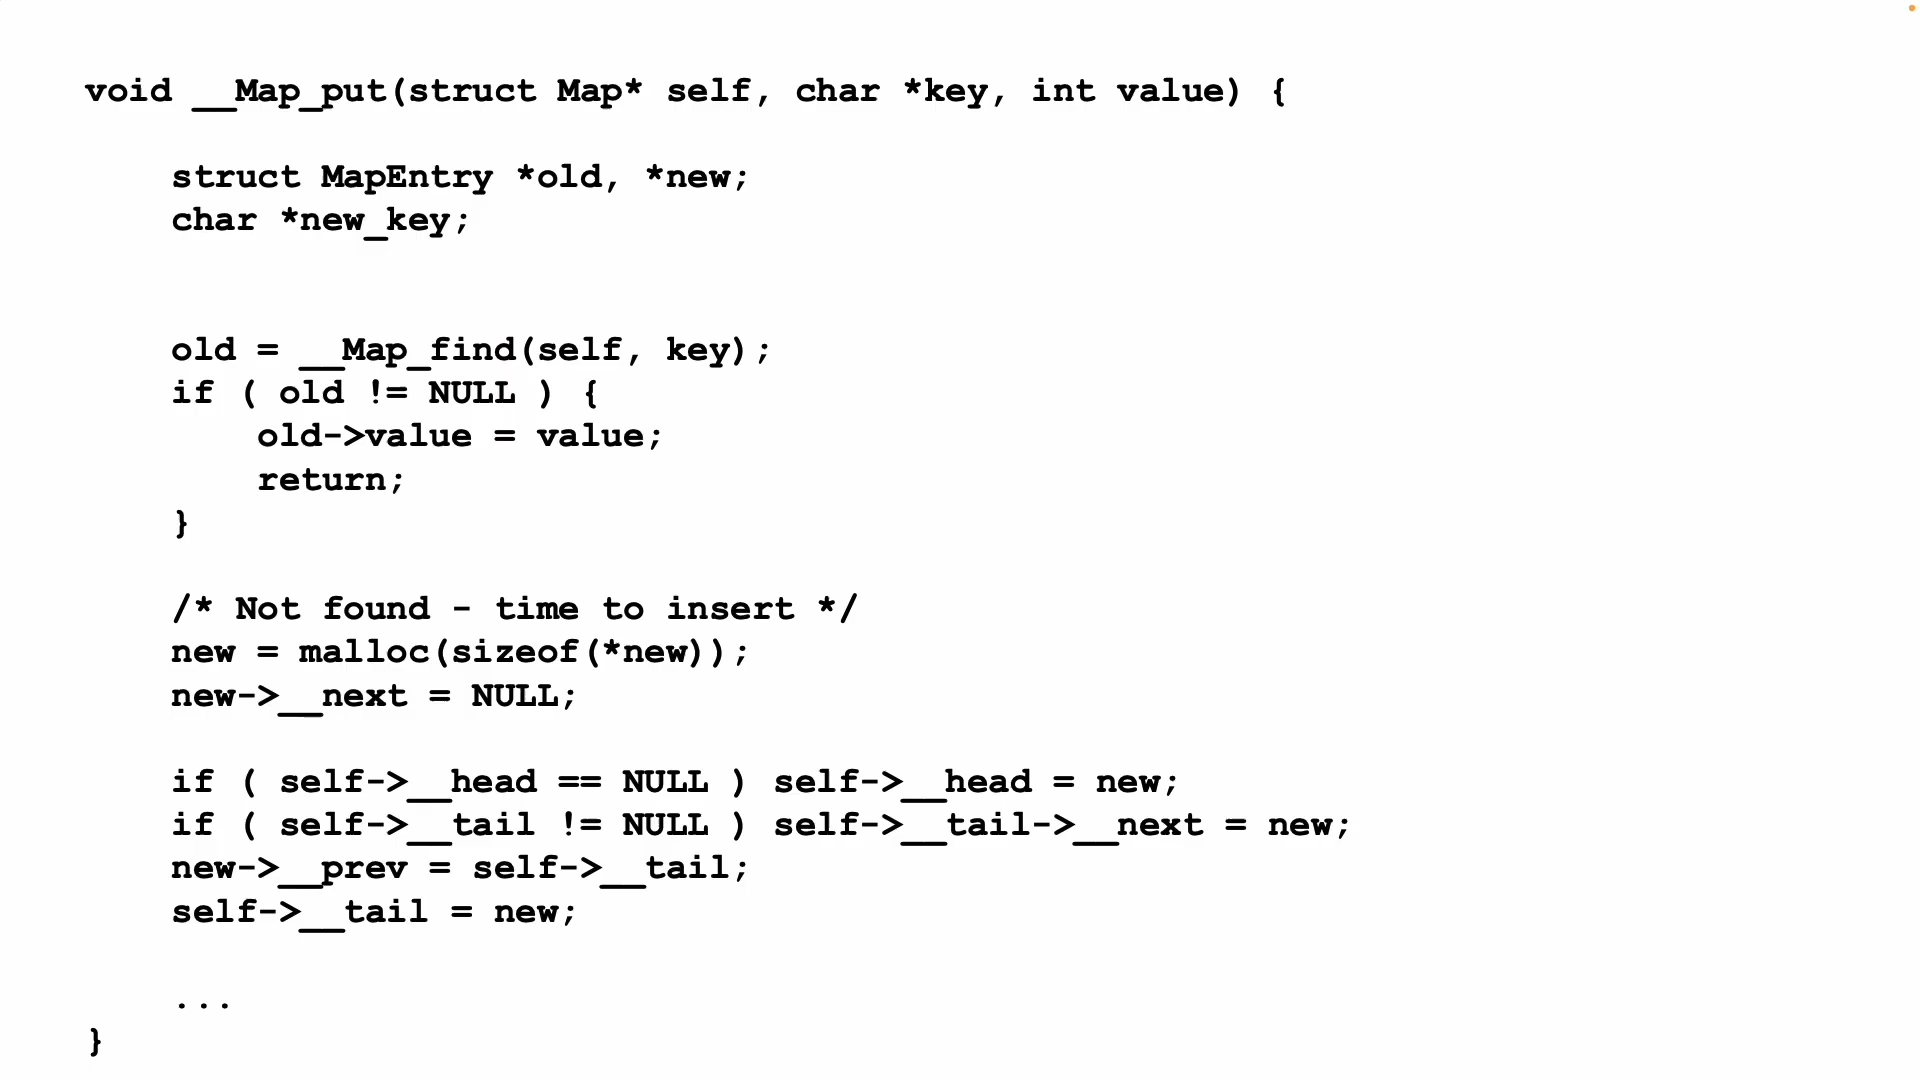 void __Map_put(struct Map* self, char *key, int value) {
struct MapEntry *old, *new;
char *new_key;
old = __Map_find(self, key);
if ( old != NULL ) {
old->value = value;
return;
}
/* Not found - time to insert */
new = malloc(sizeof(*new));
new->__next = NULL;
if ( self->__head == NULL ) self->__head = new;
if ( self->__tail != NULL ) self->__tail->__next = new;
new->__prev = self->__tail;
self->__tail = new;
...
}